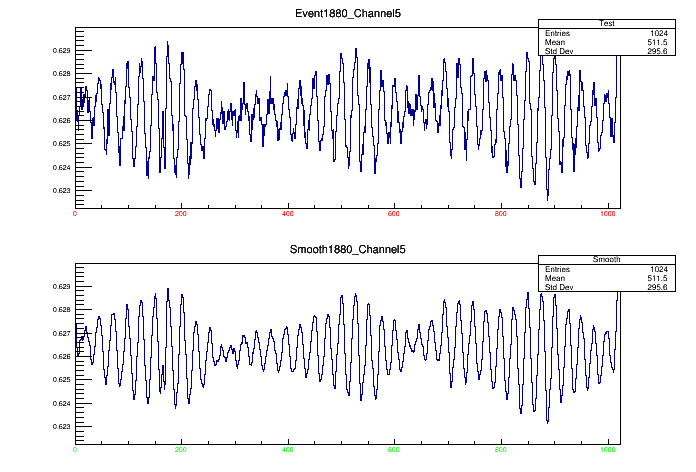 Event1880_Channel5
Test
Entries 1024
Mean 511.5
Std Dev 295.6
0.629
0.628
0.627
0.626
0.625
0.624
0.623
0 200 400 600 800 1000
Smooth1880_Channel5
Smooth
Entries 1024
Mean 511.5
Std Dev 295.6
0.629
0.628
0.627
0.626
0.625
0.624
0.623
0 200 400 600 800 1000